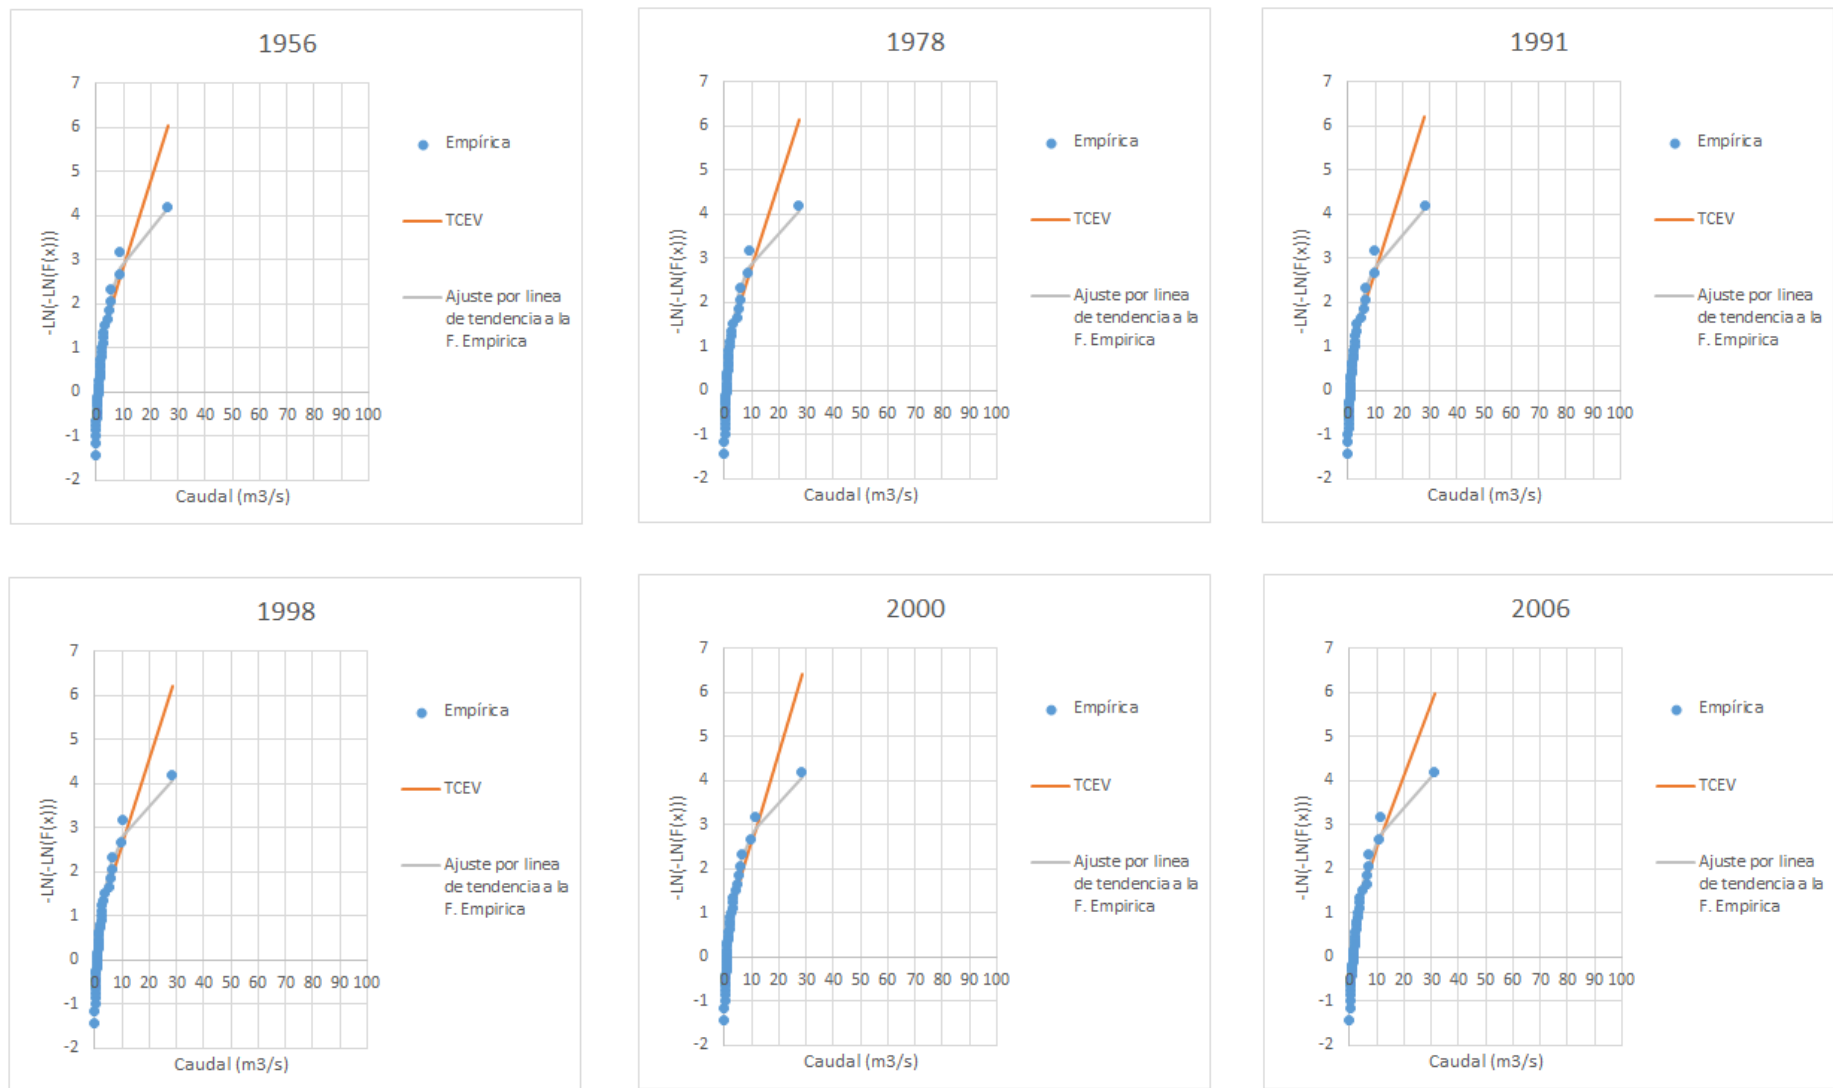 1956
7
6
5
4
3
2
1
0
-1
-2
-LN(-LN(F(x)))
0 10 20 30 40 50 60 70 80 90 100
Caudal (m3/s)
Empírica
TCEV
Ajuste por linea
de tendencia a la
F. Empirica
1978
7
6
5
4
3
2
1
0
-1
-2
-LN(-LN(F(x)))
0 10 20 30 40 50 60 70 80 90 100
Caudal (m3/s)
Empírica
TCEV
Ajuste por linea
de tendencia a la
F. Empirica
1991
7
6
5
4
3
2
1
0
-1
-2
-LN(-LN(F(x)))
0 10 20 30 40 50 60 70 80 90 100
Caudal (m3/s)
Empírica
TCEV
Ajuste por linea
de tendencia a la
F. Empirica
1998
7
6
5
4
3
2
1
0
-1
-2
-LN(-LN(F(x)))
0 10 20 30 40 50 60 70 80 90 100
Caudal (m3/s)
Empírica
TCEV
Ajuste por linea
de tendencia a la
F. Empirica
2000
7
6
5
4
3
2
1
0
-1
-2
-LN(-LN(F(x)))
0 10 20 30 40 50 60 70 80 90 100
Caudal (m3/s)
Empírica
TCEV
Ajuste por linea
de tendencia a la
F. Empirica
2006
7
6
5
4
3
2
1
0
-1
-2
-LN(-LN(F(x)))
0 10 20 30 40 50 60 70 80 90 100
Caudal (m3/s)
Empírica
TCEV
Ajuste por linea
de tendencia a la
F. Empirica